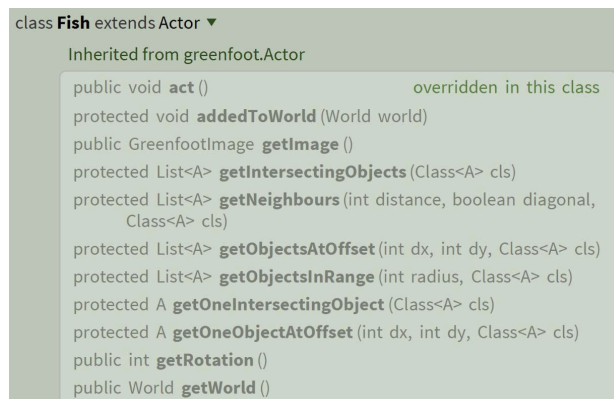 class Fish extends Actor ▼
Inherited from greenfoot.Actor
public void act () overridden in this class
protected void addedToWorld (World world)
public GreenfootImage getImage ()
protected List<A> getIntersectingObjects (Class<A> cls)
protected List<A> getNeighbours (int distance, boolean diagonal,
Class<A> cls)
protected List<A> getObjectsAtOffset (int dx, int dy, Class<A> cls)
protected List<A> getObjectsInRange (int radius, Class<A> cls)
protected A getOneIntersectingObject (Class<A> cls)
protected A getOneObjectAtOffset (int dx, int dy, Class<A> cls)
public int getRotation ()
public World getWorld ()